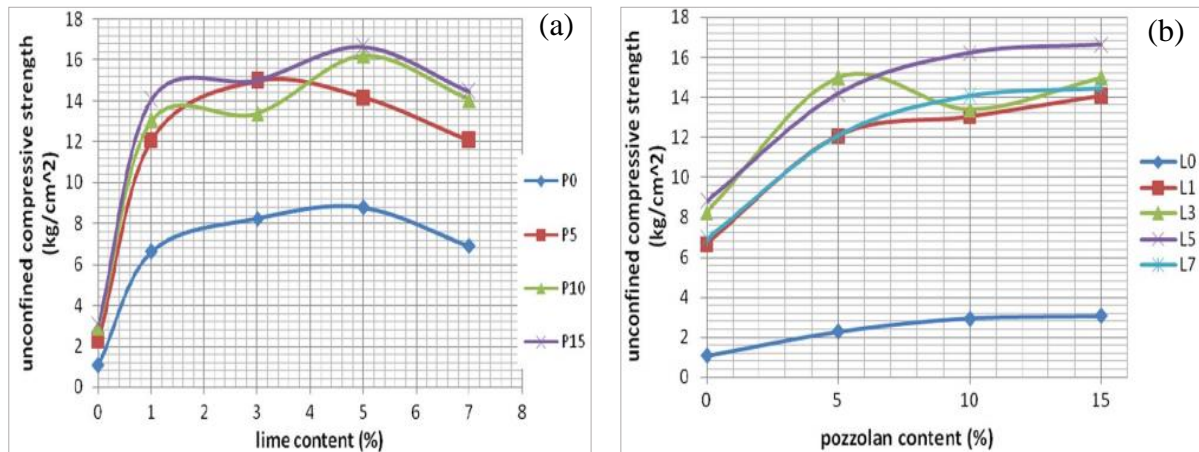 (a)
unconfined compressive strength
(kg/cm^2)
18
16
14
12
10
8
6
4
2
0
0 1 2 3 4 5 6 7 8
lime content (%)
P0
P5
P10
P15
(b)
unconfined compressive strength
(kg/cm^2)
18
16
14
12
10
8
6
4
2
0
0 5 10 15
pozzolan content (%)
L0
L1
L3
L5
L7